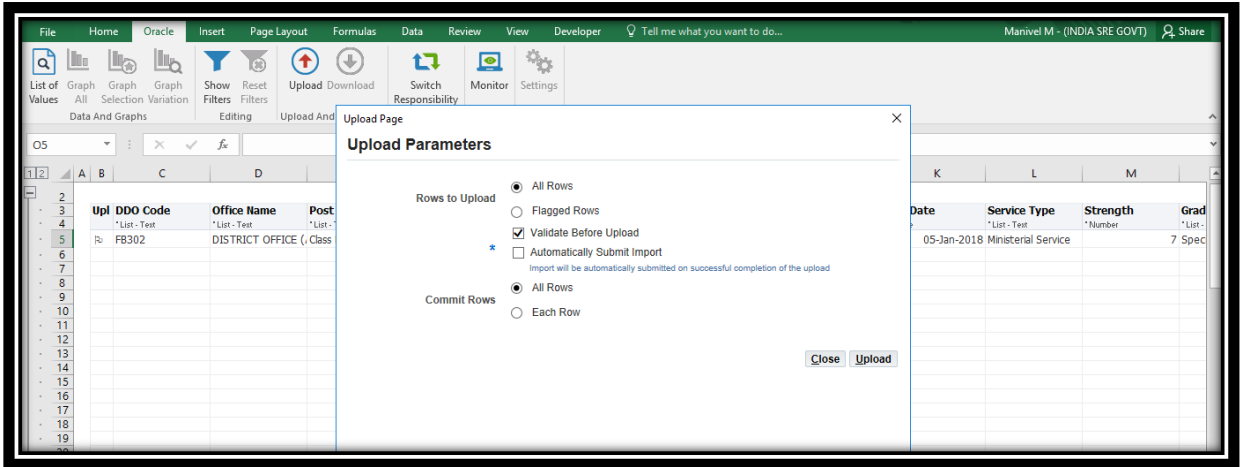 File Home Oracle Insert Page Layout Formulas Data Review View Developer Tell me what you want to do... Manivel M - (INDIA SRE GOVT) Share
List of Graph Graph Graph Show Reset Upload Download Switch Monitor Settings
Values All Selection Variation Filters Filters Responsibility
Data And Graphs Editing Upload And
Upload Page
O5 fx
Upload Parameters
1 2 A B C D K L M
Rows to Upload All Rows
2
3 Upl DDO Code Office Name Post Flagged Rows Date Service Type Strength Grad
4 * List - Text * List - Text * List - * List - Text * Number * List -
Validate Before Upload
5 FB302 DISTRICT OFFICE (, Class 05-Jan-2018 Ministerial Service 7 Spec
6 * Automatically Submit Import
7 Import will be automatically submitted on successful completion of the upload
8
9 Commit Rows All Rows
10 Each Row
11
12
13
Close Upload
14
15
16
17
18
19